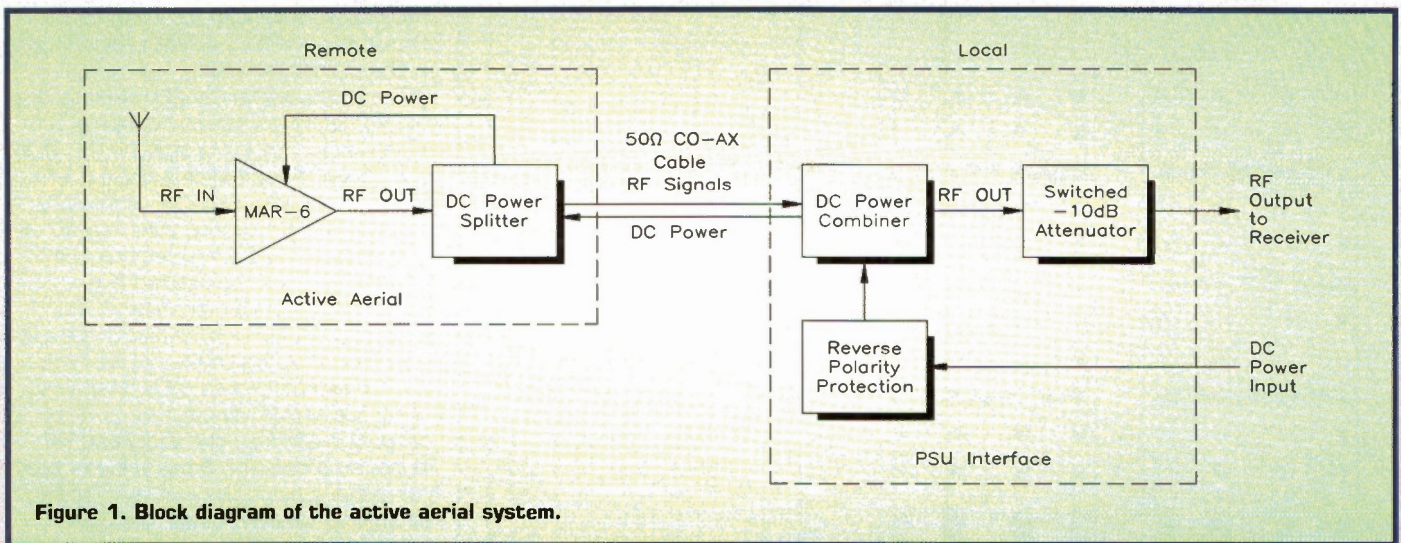 Remote
Local
DC Power
RF IN
MAR-6
RF OUT
DC Power
Splitter
Active Aerial
50Ω CO-AX
Cable
RF Signals
DC Power
DC Power
Combiner
RF OUT
Switched
-10dB
Attenuator
RF
Output
to
Receiver
Reverse
Polarity
Protection
DC
Power
Input
PSU Interface
Figure 1. Block diagram of the active aerial system.